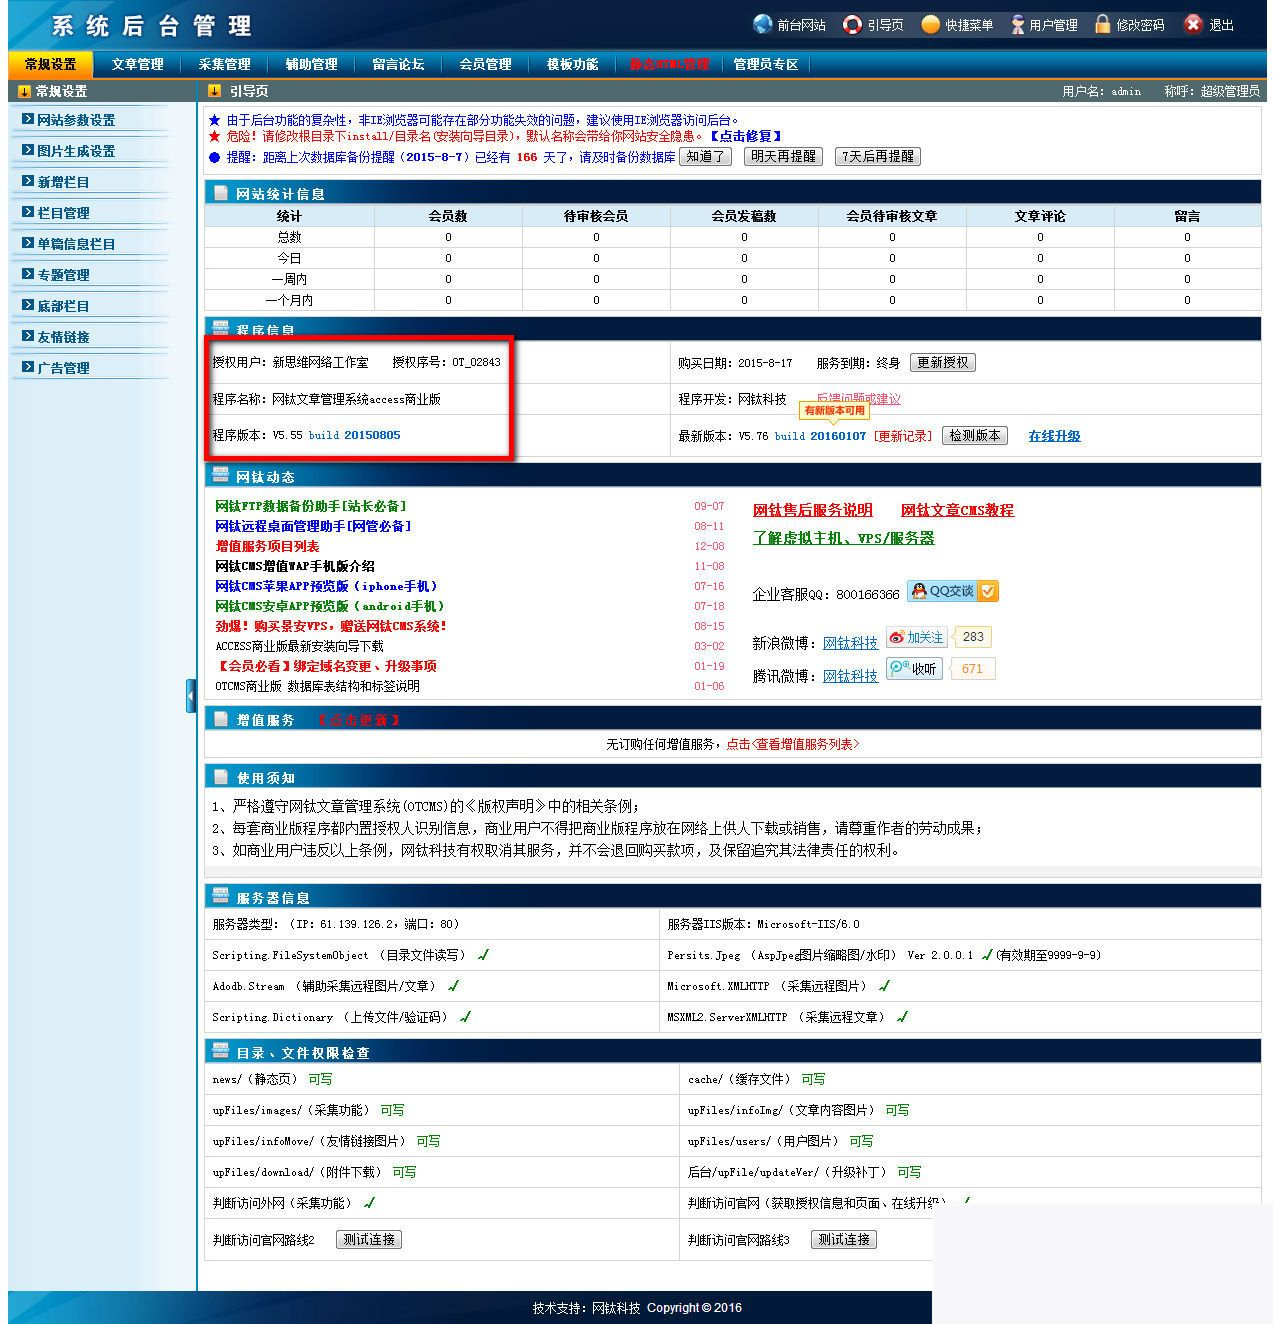 系统后台管理
前台网站 引导页 快捷菜单 用户管理 修改密码 退出
常规设置 文章管理 采集管理 辅助管理 留言论坛 会员管理 模板功能 静态HTML管理 管理员专区
常规设置 引导页 用户名：admin 称呼：超级管理员
网站参数设置
图片生成设置
新增栏目
栏目管理
单篇信息栏目
专题管理
底部栏目
友情链接
广告管理
★ 由于后台功能的复杂性，非IE浏览器可能存在部分功能失效的问题，建议使用IE浏览器访问后台。
★ 危险！请修改根目录下install/目录名(安装向导目录)，默认名称会带给你网站安全隐患。【点击修复】
● 提醒：距离上次数据库备份提醒（2015-8-7）已经有 166 天了，请及时备份数据库 知道了 明天再提醒 7天后再提醒
网站统计信息
统计 会员数 待审核会员 会员发稿数 会员待审核文章 文章评论 留言
总数 0 0 0 0 0 0
今日 0 0 0 0 0 0
一周内 0 0 0 0 0 0
一个月内 0 0 0 0 0 0
程序信息
授权用户：新思维网络工作室 授权序号：OT_02843 购买日期：2015-8-17 服务到期：终身 更新授权
程序名称：网钛文章管理系统access商业版 程序开发：网钛科技 反馈问题或建议
有新版本可用
程序版本：V5.55 build 20150805 最新版本：V5.76 build 20160107 [更新记录] 检测版本 在线升级
网钛动态
网钛FTP数据备份助手[站长必备] 09-07
网钛远程桌面管理助手[网管必备] 08-11
增值服务项目列表 12-08
网钛CMS增值WAP手机版介绍 11-08
网钛CMS苹果APP预览版（iphone手机） 07-16
网钛CMS安卓APP预览版（android手机） 07-18
劲爆！购买景安VPS，赠送网钛CMS系统！ 08-15
ACCESS商业版最新安装向导下载 03-02
【会员必看】绑定域名变更、升级事项 01-19
OTCMS商业版 数据库表结构和标签说明 01-06
网钛售后服务说明 网钛文章CMS教程
了解虚拟主机、VPS/服务器
企业客服QQ：800166366 QQ交谈
新浪微博：网钛科技 加关注 283
腾讯微博：网钛科技 收听 671
增值服务 【点击更新】
无订购任何增值服务，点击<查看增值服务列表>
使用须知
1、严格遵守网钛文章管理系统(OTCMS)的《版权声明》中的相关条例；
2、每套商业版程序都内置授权人识别信息，商业用户不得把商业版程序放在网络上供人下载或销售，请尊重作者的劳动成果；
3、如商业用户违反以上条例，网钛科技有权取消其服务，并不会退回购买款项，及保留追究其法律责任的权利。
服务器信息
服务器类型：（IP：61.139.126.2，端口：80） 服务器IIS版本：Microsoft-IIS/6.0
Scripting.FileSystemObject （目录文件读写） ✓ Persits.Jpeg （AspJpeg图片缩略图/水印） Ver 2.0.0.1 ✓(有效期至9999-9-9)
Adodb.Stream （辅助采集远程图片/文章） ✓ Microsoft.XMLHTTP （采集远程图片） ✓
Scripting.Dictionary （上传文件/验证码） ✓ MSXML2.ServerXMLHTTP （采集远程文章） ✓
目录、文件权限检查
news/（静态页） 可写 cache/（缓存文件） 可写
upFiles/images/（采集功能） 可写 upFiles/infoImg/（文章内容图片） 可写
upFiles/infoMove/（友情链接图片） 可写 upFiles/users/（用户图片） 可写
upFiles/download/（附件下载） 可写 后台/upFile/updateVer/（升级补丁） 可写
判断访问外网（采集功能） ✓ 判断访问官网（获取授权信息和页面、在线升级） ✓
判断访问官网路线2 测试连接 判断访问官网路线3 测试连接
技术支持：网钛科技 Copyright © 2016